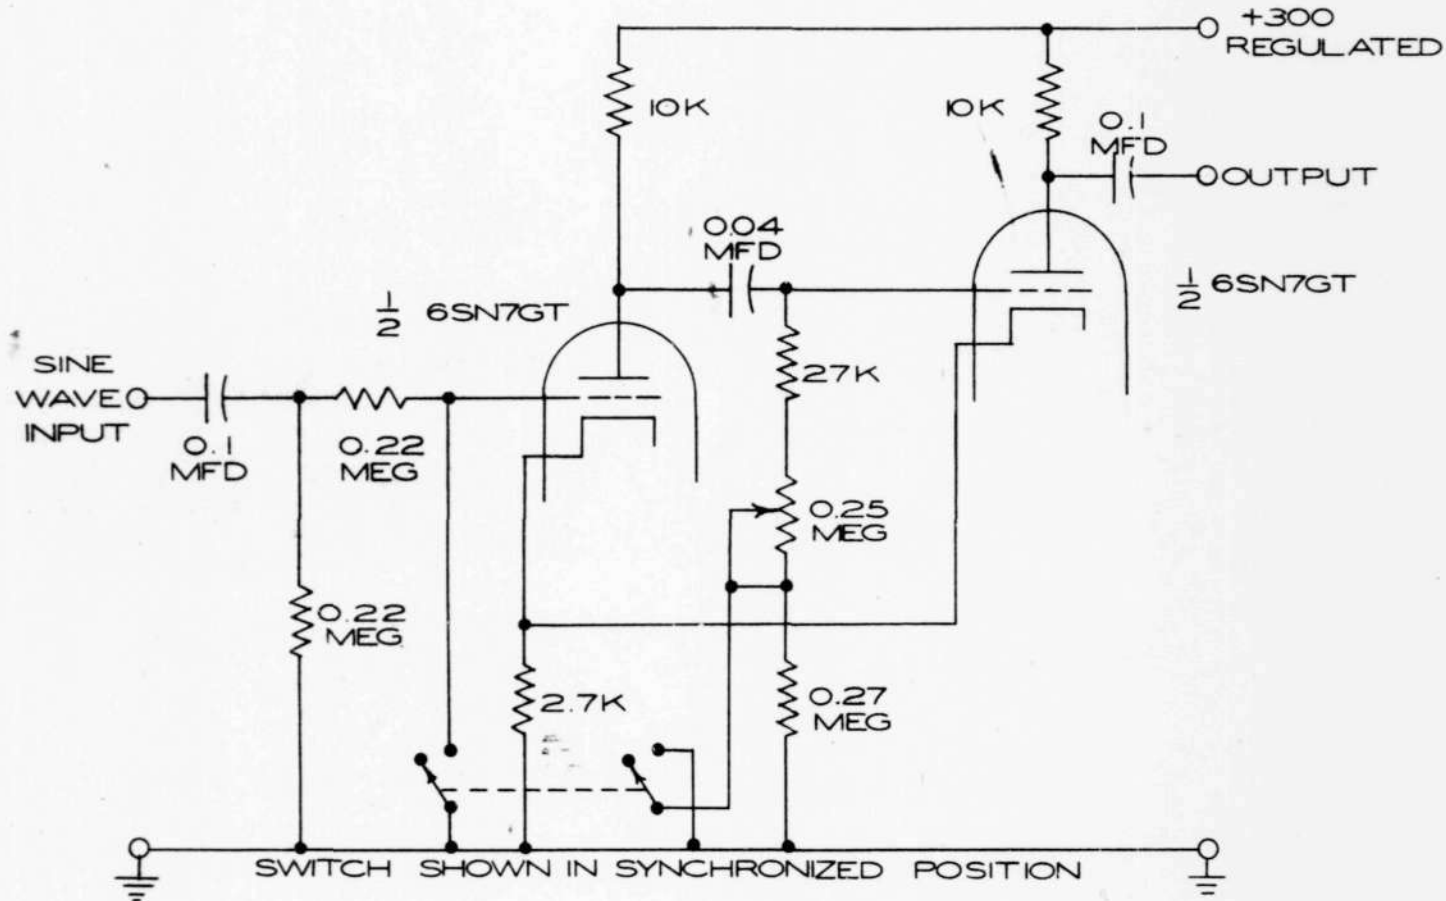 +300
REGULATED
10K
10K
0.1
MFD
OUTPUT
0.04
MFD
1/2 6SN7GT
1/2 6SN7GT
SINE
WAVE
INPUT
27K
0.1
MFD
0.22
MEG
0.25
MEG
0.22
MEG
2.7K
0.27
MEG
SWITCH SHOWN IN SYNCHRONIZED POSITION